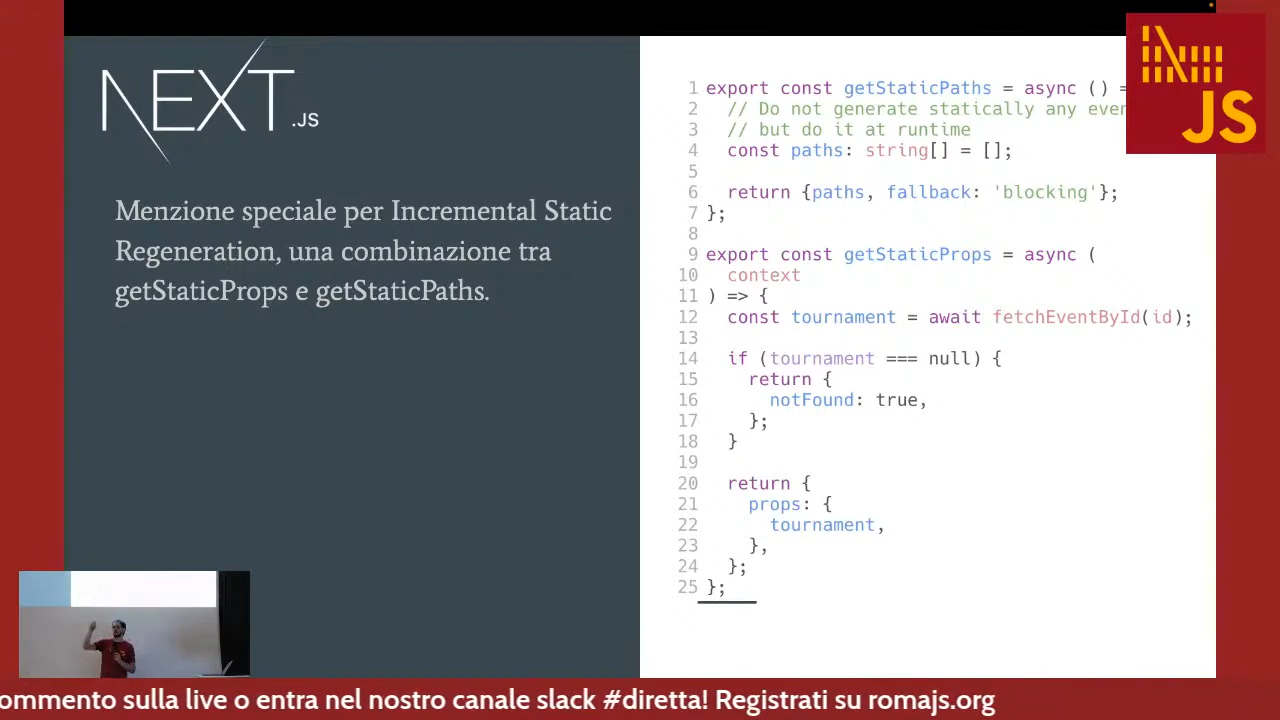 NEXT.JS
Menzione speciale per Incremental Static
Regeneration, una combinazione tra
getStaticProps e getStaticPaths.
1 export const getStaticPaths = async () =
2 // Do not generate statically any even
3 // but do it at runtime
4 const paths: string[] = [];
5
6 return {paths, fallback: 'blocking'};
7 };
8
9 export const getStaticProps = async (
10 context
11 ) => {
12 const tournament = await fetchEventById(id);
13
14 if (tournament === null) {
15 return {
16 notFound: true,
17 };
18 }
19
20 return {
21 props: {
22 tournament,
23 },
24 };
25 };
JS
ommento sulla live o entra nel nostro canale slack #diretta! Registrati su romajs.org